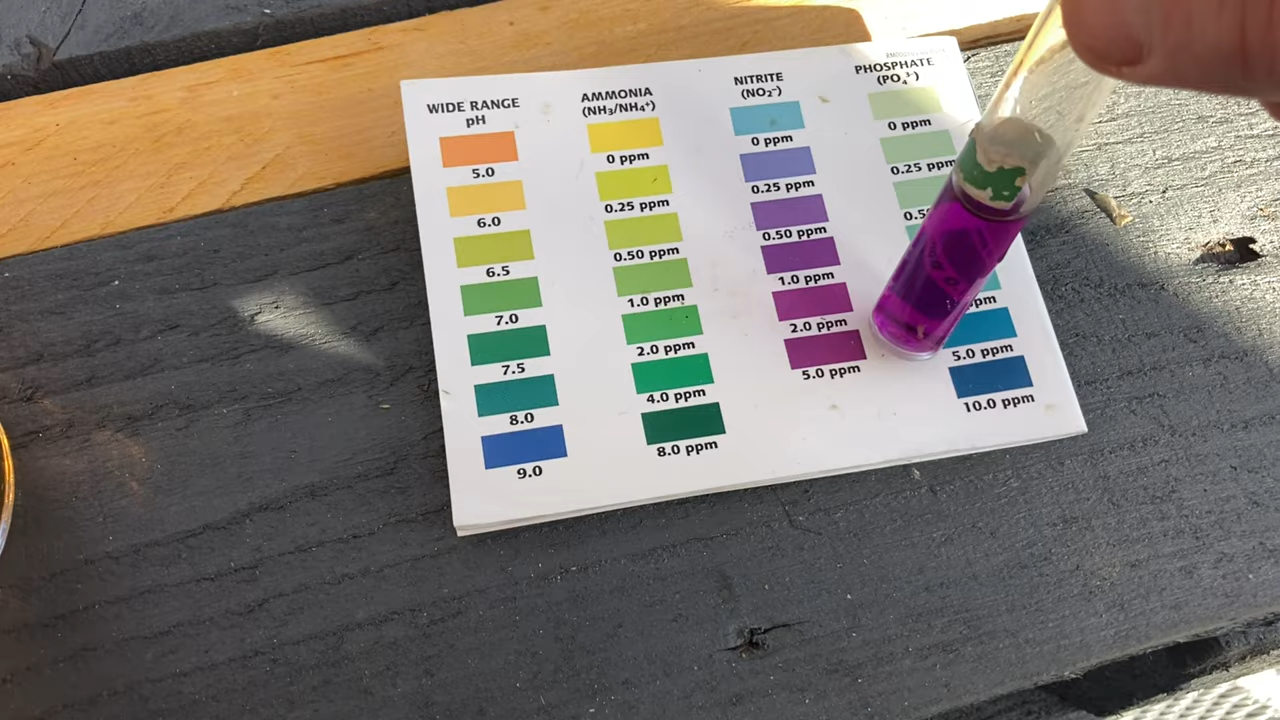 WIDE RANGE
pH
5.0
6.0
6.5
7.0
7.5
8.0
9.0
AMMONIA
(NH₃/NH₄⁺)
0 ppm
0.25 ppm
0.50 ppm
1.0 ppm
2.0 ppm
4.0 ppm
8.0 ppm
NITRITE
(NO₂⁻)
0 ppm
0.25 ppm
0.50 ppm
1.0 ppm
2.0 ppm
5.0 ppm
PHOSPHATE
(PO₄³⁻)
0 ppm
0.25 ppm
ppm
5.0 ppm
10.0 ppm